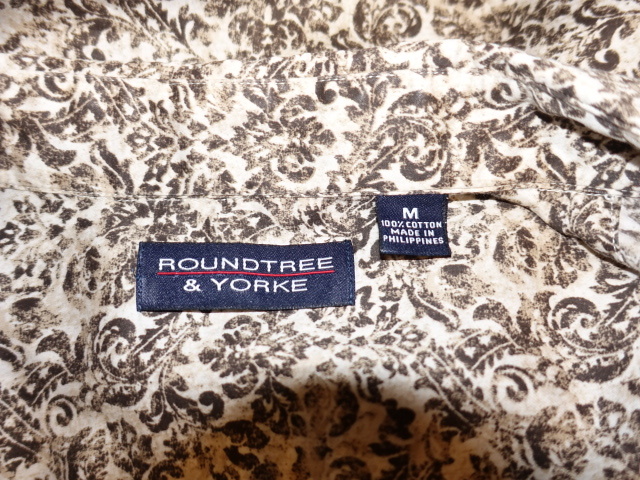 ROUNDTREE
& YORKE
M
100% COTTON
MADE IN
PHILIPPINES